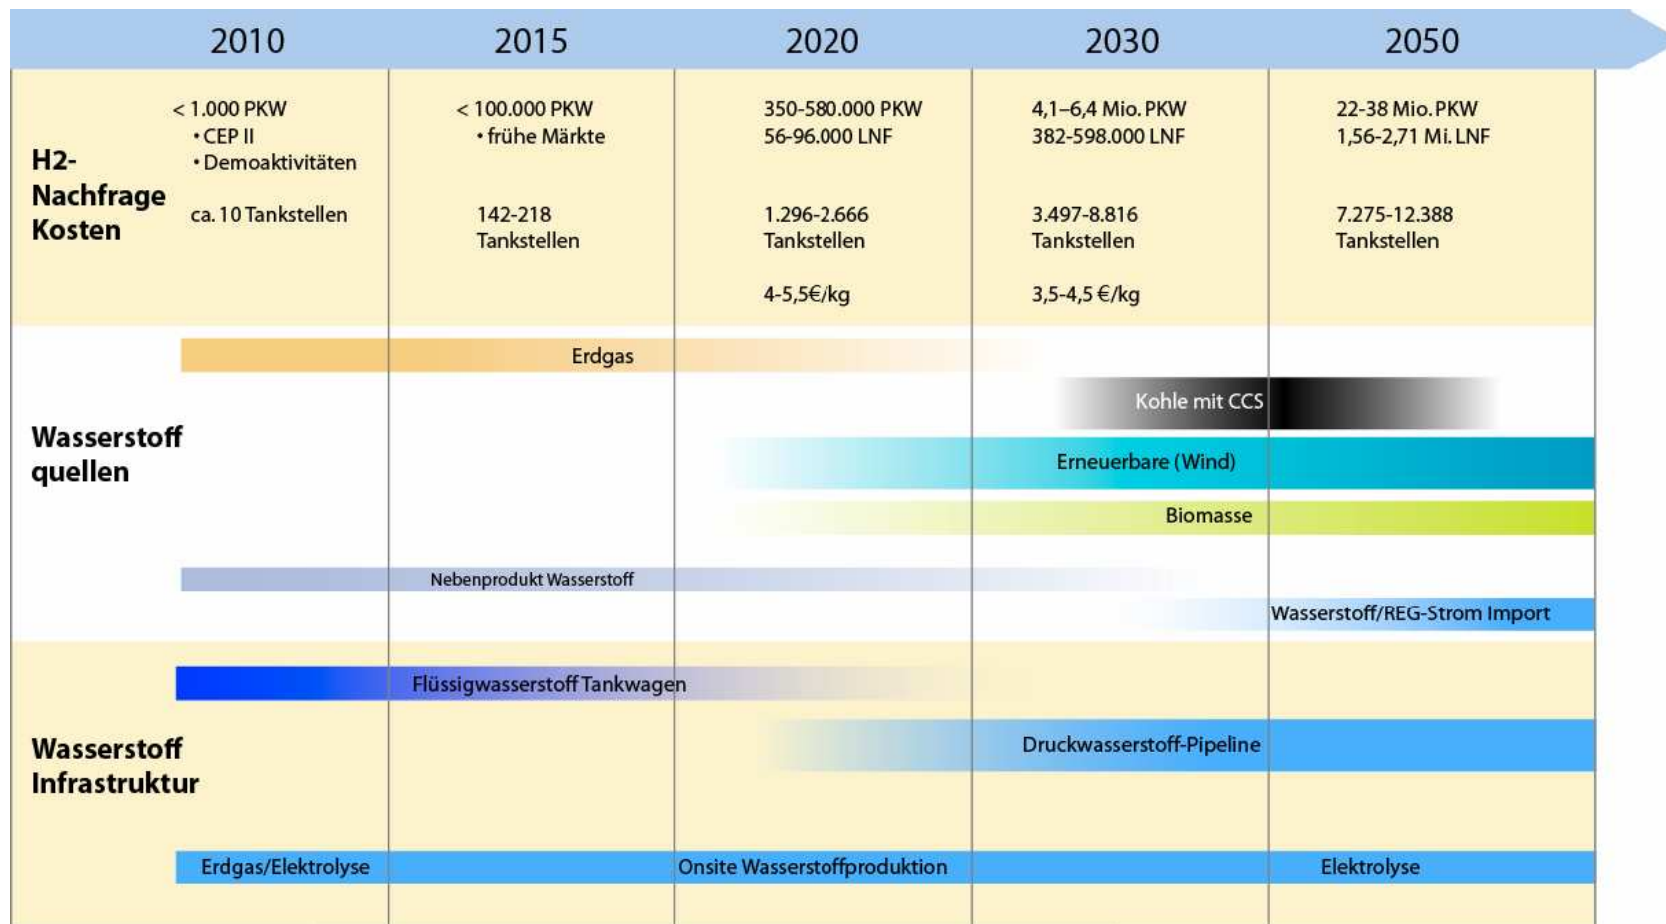 2010 2015 2020 2030 2050
H2-
Nachfrage
Kosten
< 1.000 PKW
• CEP II
• Demoaktivitäten
ca. 10 Tankstellen
< 100.000 PKW
• frühe Märkte
142-218
Tankstellen
350-580.000 PKW
56-96.000 LNF
1.296-2.666
Tankstellen
4-5,5€/kg
4,1–6,4 Mio. PKW
382-598.000 LNF
3.497-8.816
Tankstellen
3,5-4,5 €/kg
22-38 Mio. PKW
1,56-2,71 Mi. LNF
7.275-12.388
Tankstellen
Wasserstoff
quellen
Erdgas
Kohle mit CCS
Erneuerbare (Wind)
Biomasse
Nebenprodukt Wasserstoff
Wasserstoff/REG-Strom Import
Wasserstoff
Infrastruktur
Flüssigwasserstoff Tankwagen
Druckwasserstoff-Pipeline
Erdgas/Elektrolyse Onsite Wasserstoffproduktion Elektrolyse